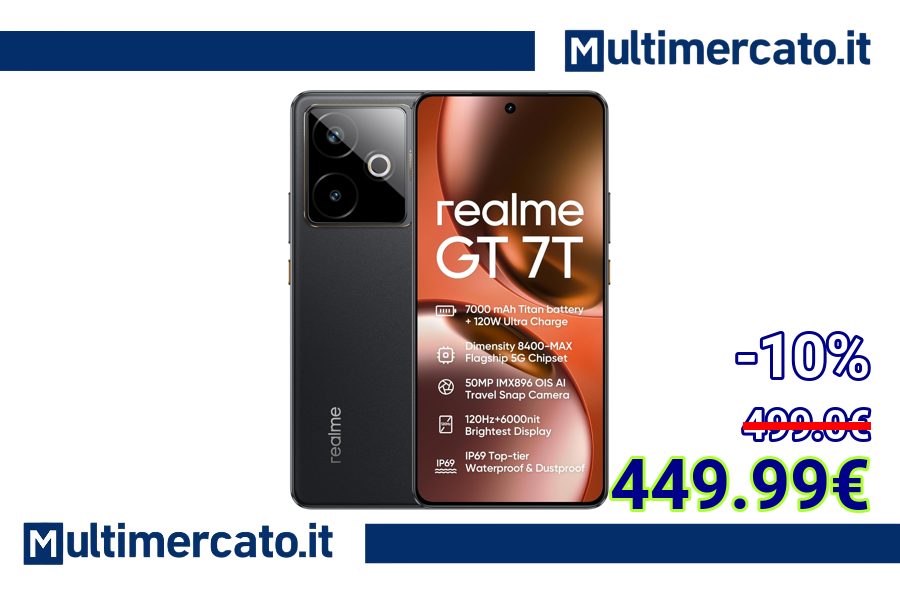 Multimercato.it
realme
GT 7T
7000 mAh Titan battery
+ 120W Ultra Charge
Dimensity 8400-MAX
Flagship 5G Chipset
50MP IMX896 OIS AI
Travel Snap Camera
120Hz+6000nit
Brightest Display
IP69
IP69 Top-tier
Waterproof & Dustproof
realme
-10%
499.0€
449.99€
Multimercato.it